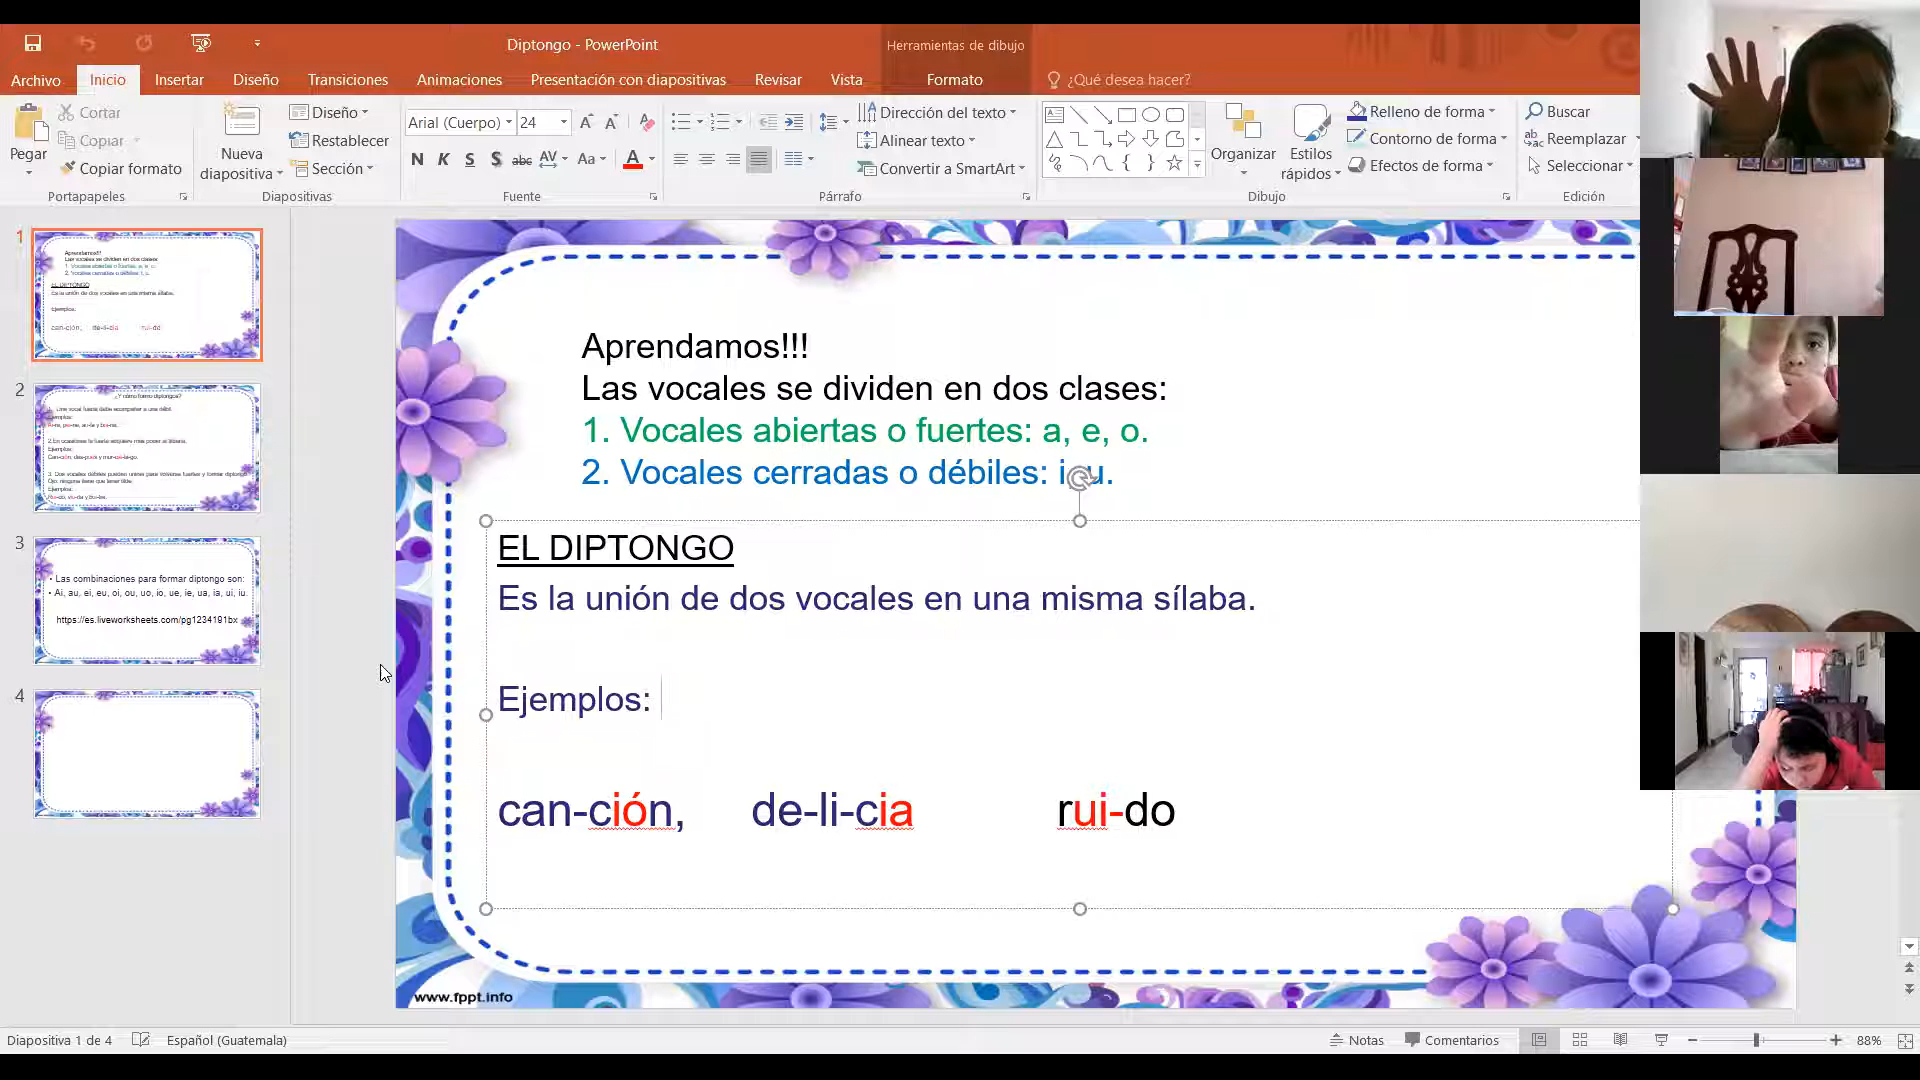 Diptongo - PowerPoint
Herramientas de dibujo
Archivo
Inicio
Insertar
Diseño
Transiciones
Animaciones
Presentación con diapositivas
Revisar
Vista
Formato
¿Qué desea hacer?
Pegar
Cortar
Copiar
Copiar formato
Portapapeles
Nueva
diapositiva
Diseño
Restablecer
Sección
Diapositivas
Arial (Cuerpo)
24
N K S S abc AV Aa A
Fuente
Dirección del texto
Alinear texto
Convertir a SmartArt
Párrafo
Organizar
Estilos
rápidos
Relleno de forma
Contorno de forma
Efectos de forma
Dibujo
Buscar
Reemplazar
Seleccionar
Edición
1
2
3
• Las combinaciones para formar diptongo son:
• Ai, au, ei, eu, oi, ou, uo, io, ue, ie, ua, ia, ui, iu.
https://es.liveworksheets.com/pg1234191bx
4
Aprendamos!!!
Las vocales se dividen en dos clases:
1. Vocales abiertas o fuertes: a, e, o.
2. Vocales cerradas o débiles: i, u.
EL DIPTONGO
Es la unión de dos vocales en una misma sílaba.
Ejemplos:
can-ción, de-li-cia rui-do
www.fppt.info
Diapositiva 1 de 4
Español (Guatemala)
Notas
Comentarios
88%